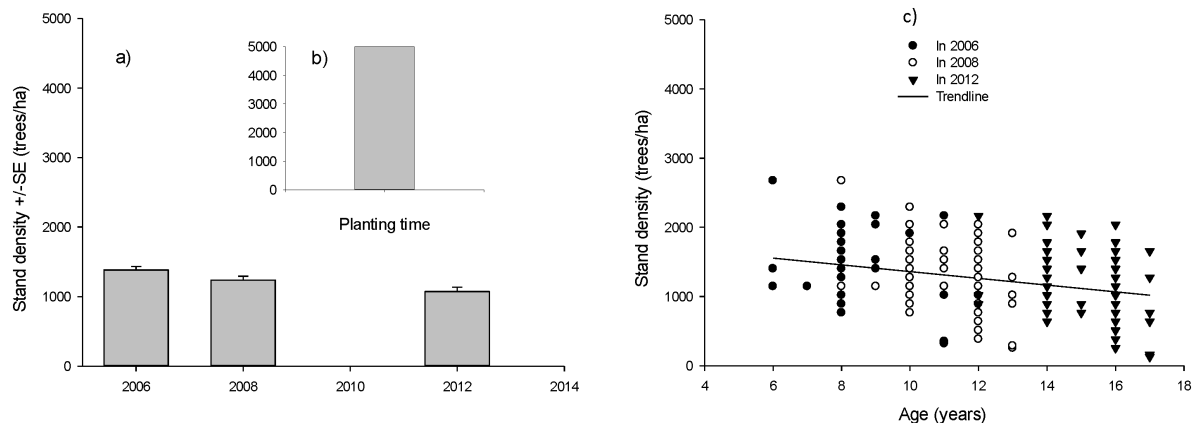 a)
Stand density +/-SE (trees/ha)
5000
4000
3000
2000
1000
0
2006
2008
2010
2012
2014
b)
5000
4000
3000
2000
1000
0
Planting time
c)
In 2006
In 2008
In 2012
Trendline
Stand density (trees/ha)
5000
4000
3000
2000
1000
0
4
6
8
10
12
14
16
18
Age (years)